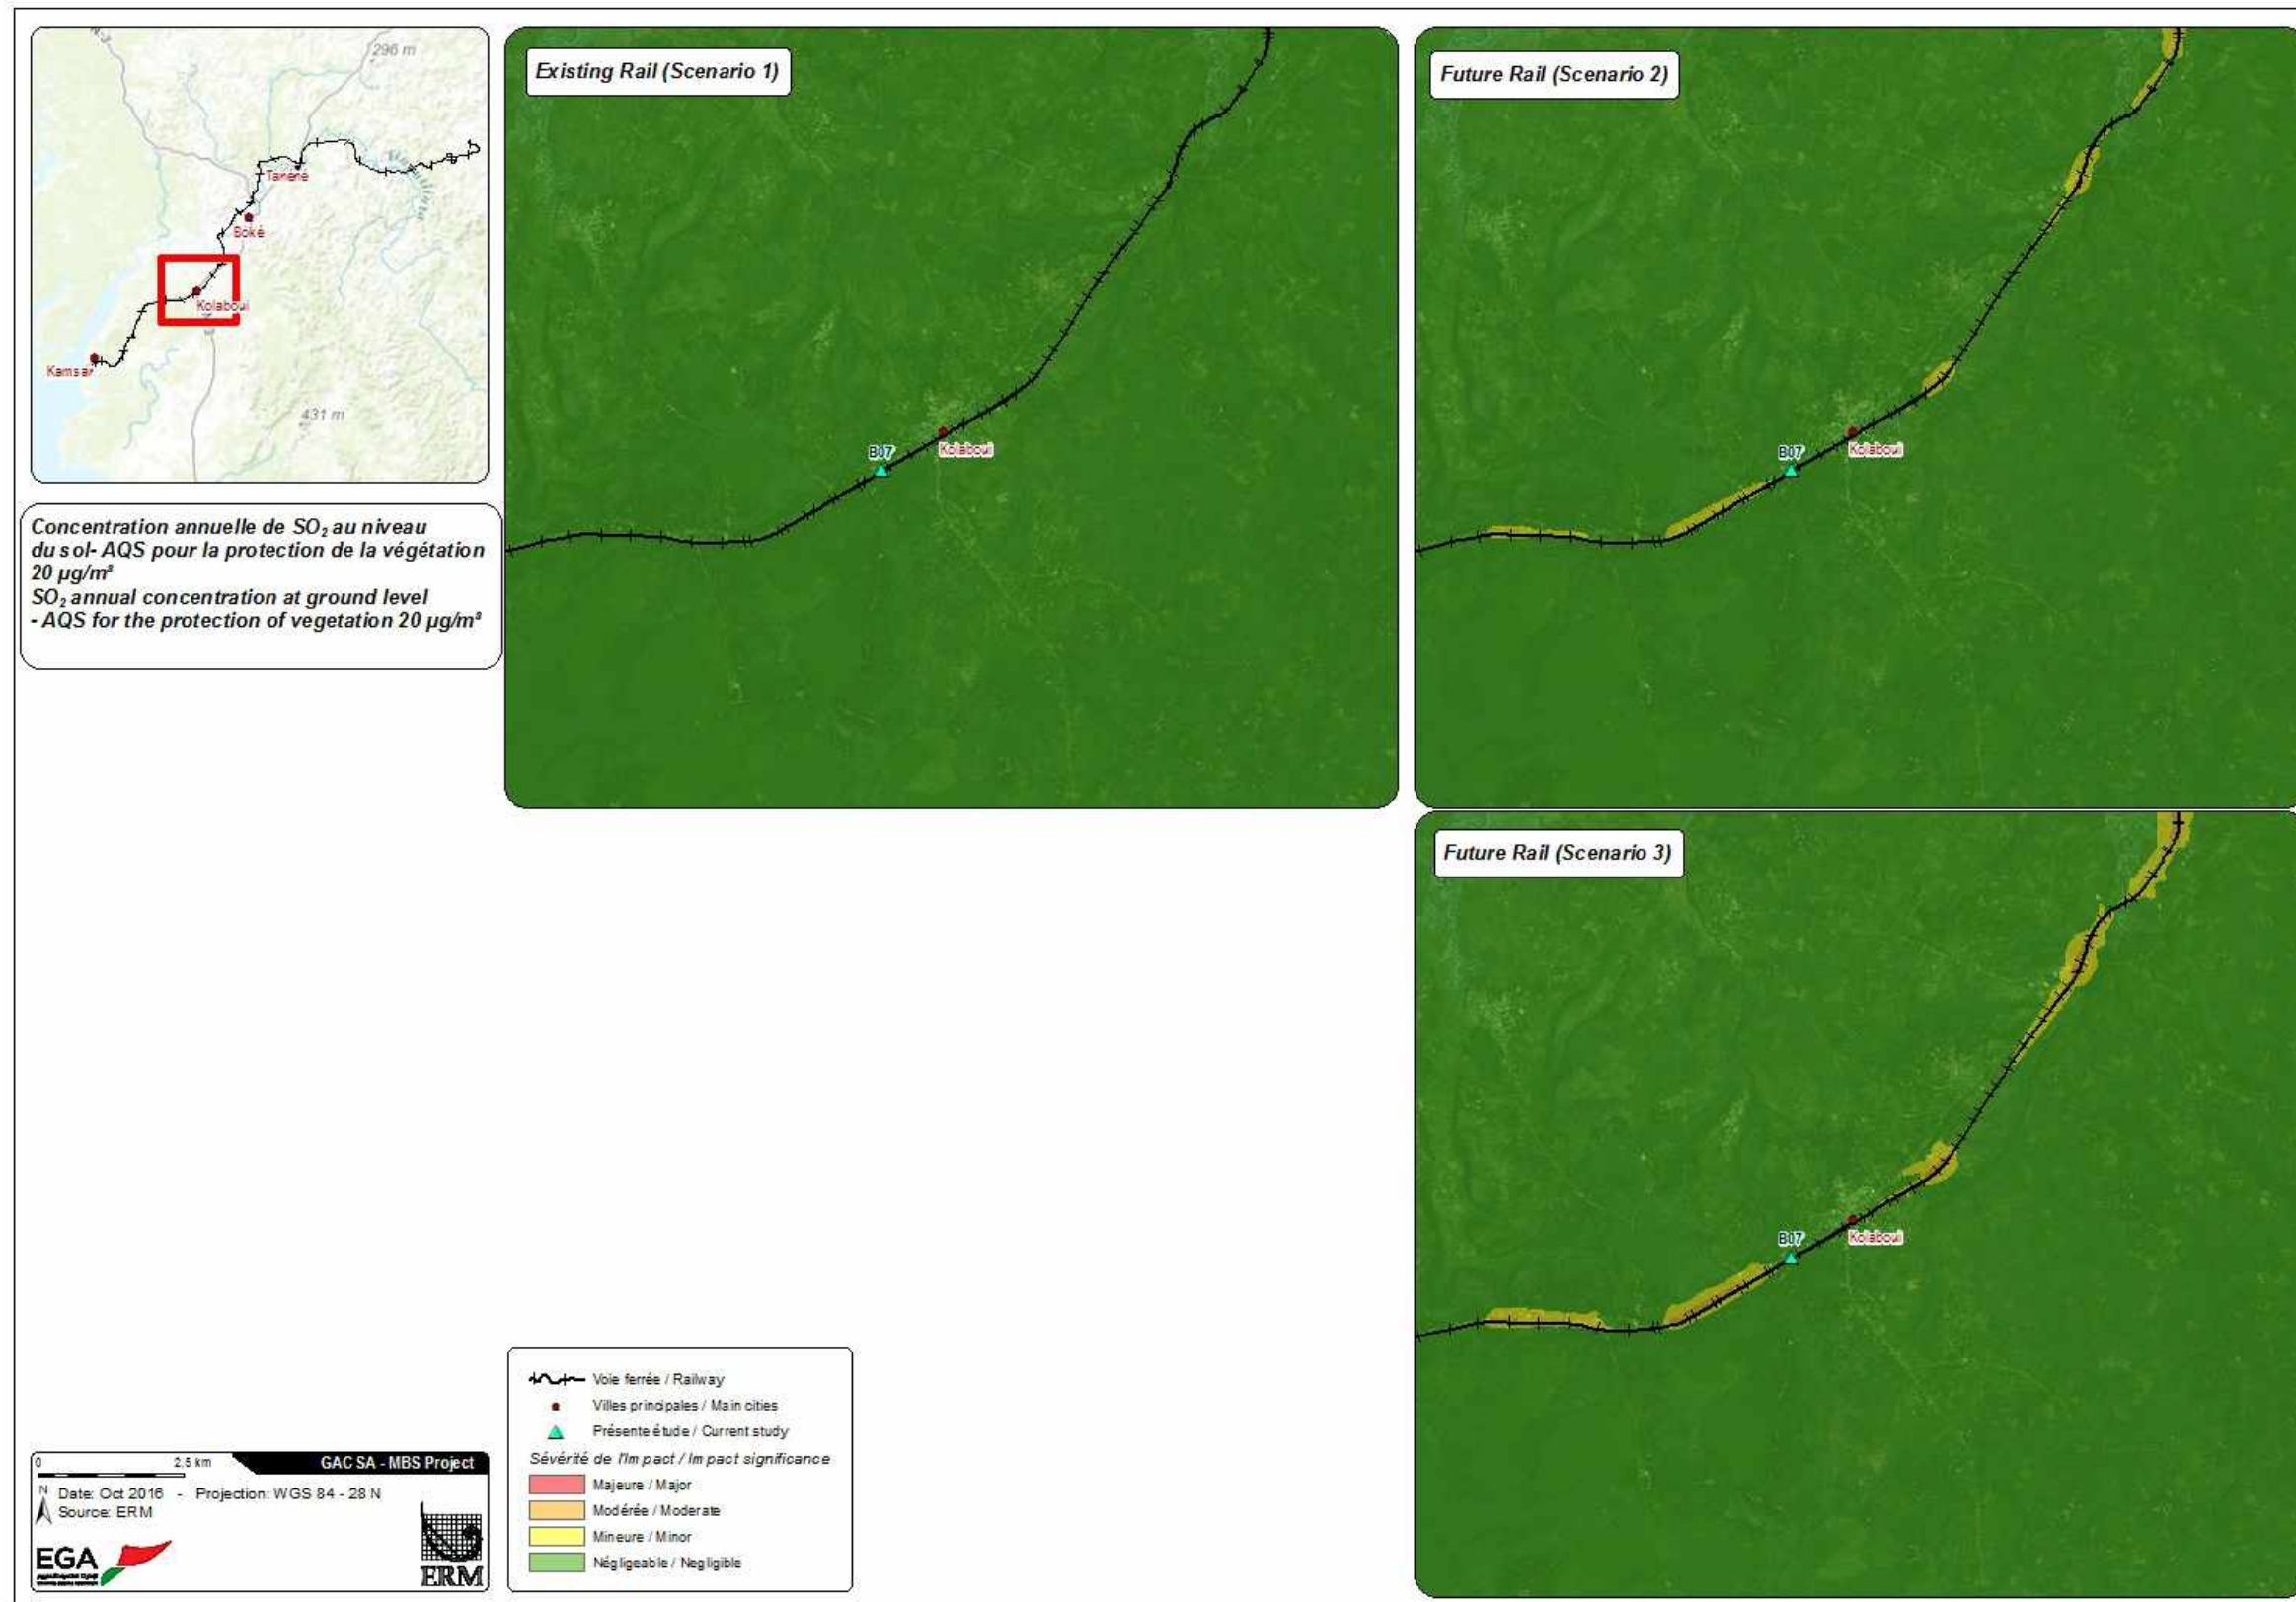 N-3
296 m
Tanènè
Boké
Kolaboui
Kamsar
431 m
Concentration annuelle de SO₂ au niveau
du sol- AQS pour la protection de la végétation
20 µg/m³
SO₂ annual concentration at ground level
- AQS for the protection of vegetation 20 µg/m³
Existing Rail (Scenario 1)
B07
Kolaboui
Future Rail (Scenario 2)
B07
Kolaboui
Future Rail (Scenario 3)
B07
Kolaboui
Voie ferrée / Railway
Villes principales / Main cities
Présente étude / Current study
Sévérité de l'Impact / Impact significance
Majeure / Major
Modérée / Moderate
Mineure / Minor
Négligeable / Negligible
0 2.5 km
GAC SA - MBS Project
N
Date: Oct 2016 - Projection: WGS 84 - 28 N
Source: ERM
EGA
ERM